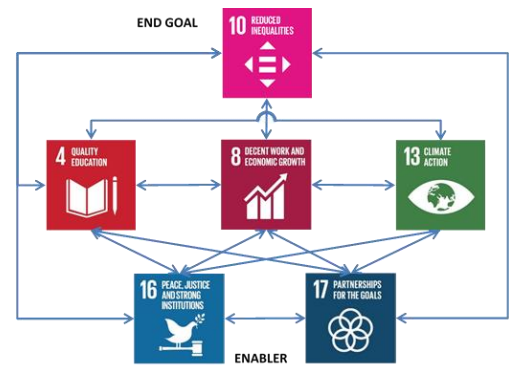 END GOAL
10 REDUCED
INEQUALITIES
4 QUALITY
EDUCATION
8 DECENT WORK AND
ECONOMIC GROWTH
13 CLIMATE
ACTION
16 PEACE, JUSTICE
AND STRONG
INSTITUTIONS
17 PARTNERSHIPS
FOR THE GOALS
ENABLER